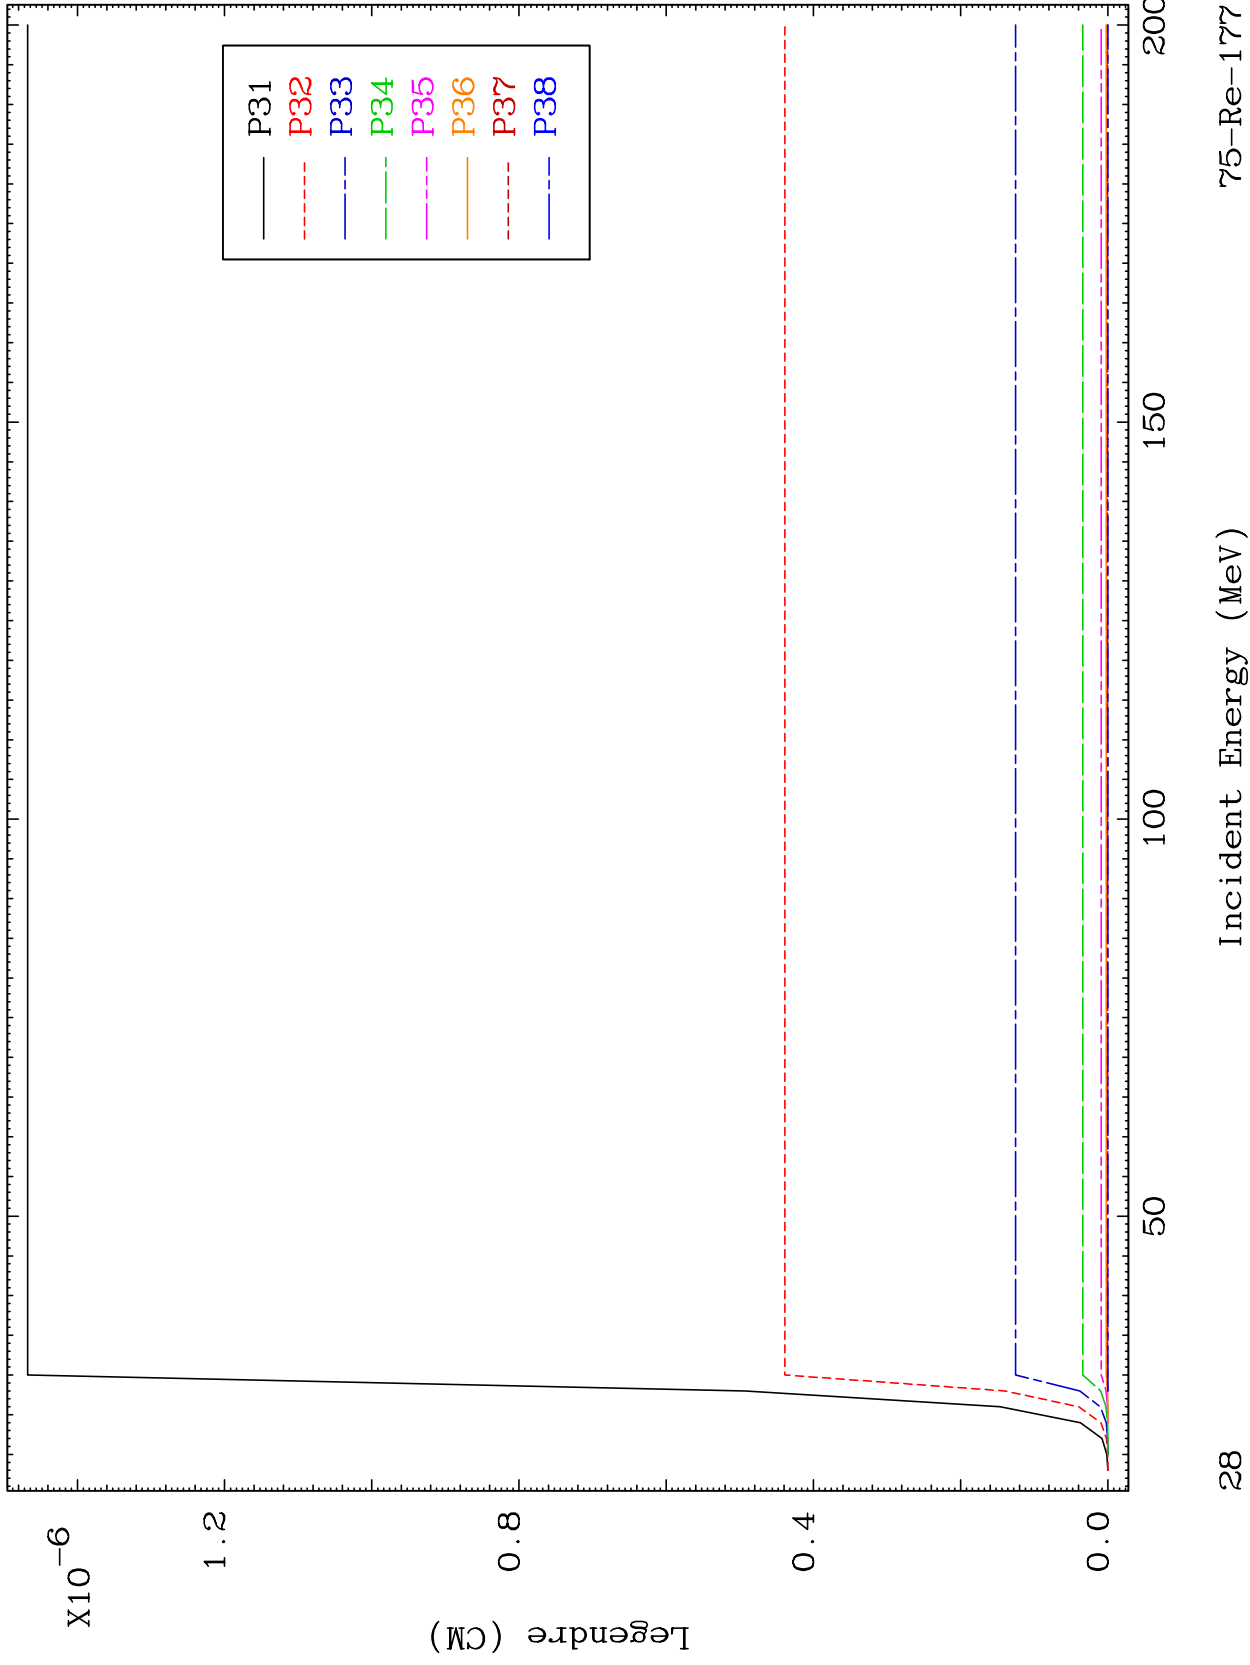 X10-6
1.2
0.8
0.4
0.0
Legendre (CM)
P31
P32
P33
P34
P35
P36
P37
P38
50
100
150
200
Incident Energy (MeV)
28
75-Re-177